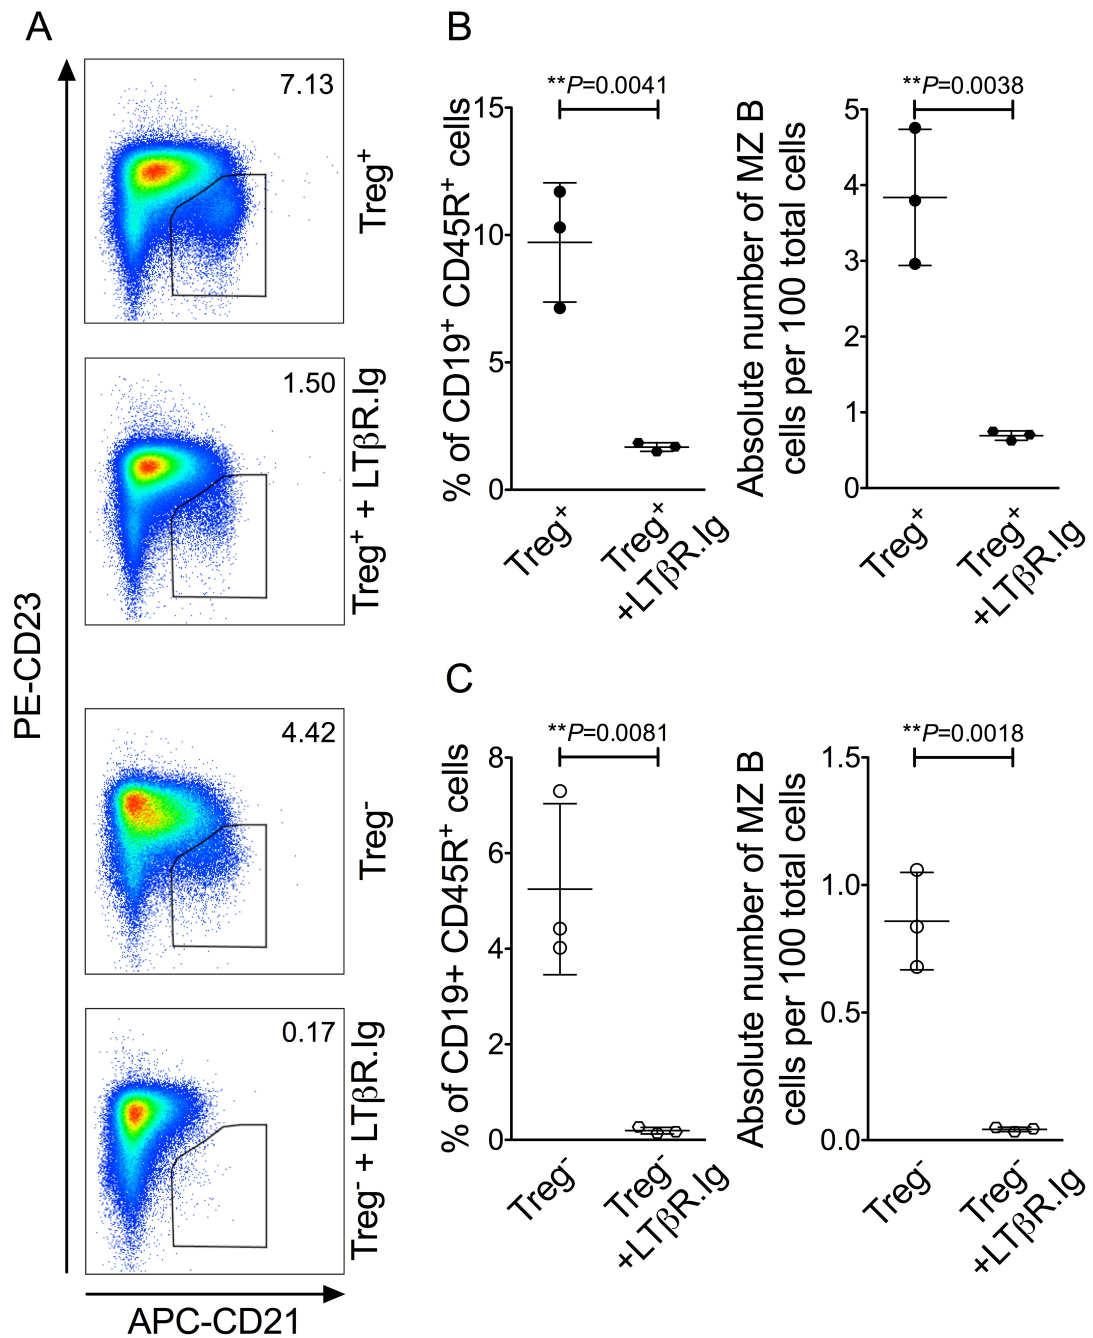 A
PE-CD23
7.13
Treg⁺
1.50
Treg⁺ + LTβR.Ig
4.42
Treg⁻
0.17
Treg⁻ + LTβR.Ig
APC-CD21
B
% of CD19⁺ CD45R⁺ cells
**P=0.0041
15
10
5
0
Treg⁺
Treg⁺
+LTβR.Ig
Absolute number of MZ B
cells per 100 total cells
**P=0.0038
5
4
3
2
1
0
Treg⁺
Treg⁺
+LTβR.Ig
C
% of CD19+ CD45R⁺ cells
**P=0.0081
8
6
4
2
0
Treg⁻
Treg⁻
+LTβR.Ig
Absolute number of MZ B
cells per 100 total cells
**P=0.0018
1.5
1.0
0.5
0.0
Treg⁻
Treg⁻
+LTβR.Ig